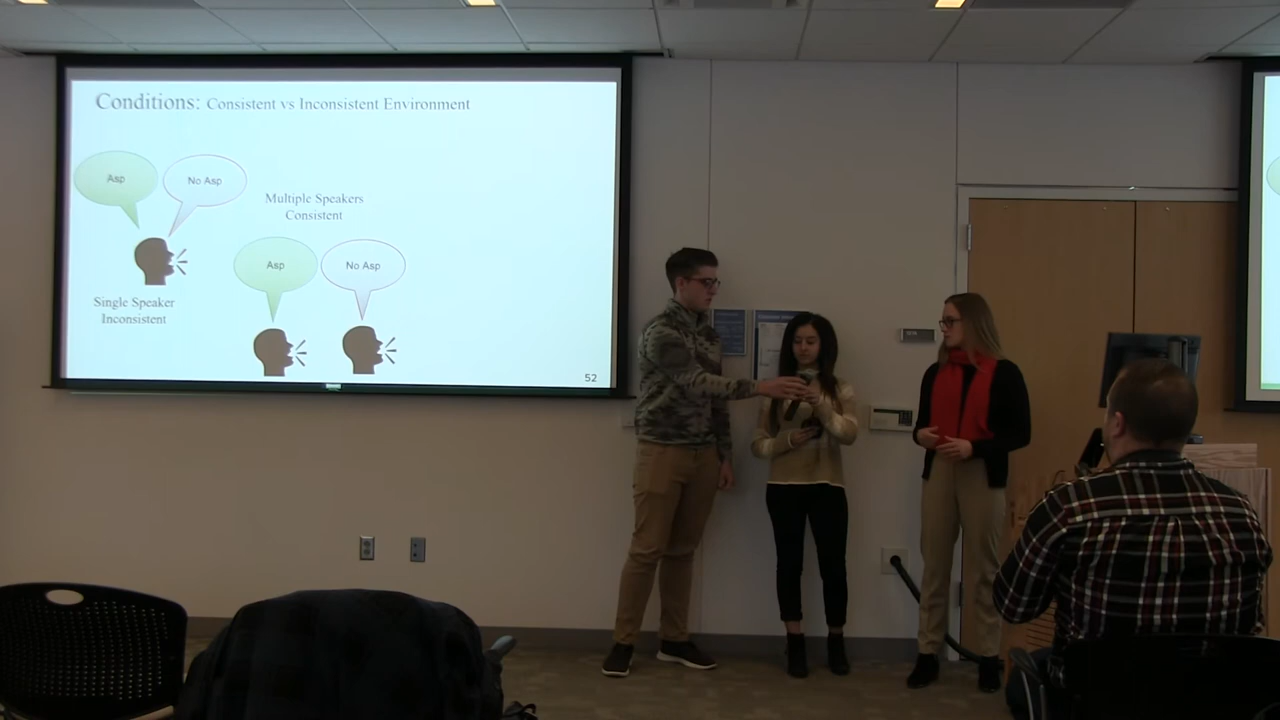 Conditions: Consistent vs Inconsistent Environment
Asp
No Asp
Multiple Speakers
Consistent
Asp
No Asp
Single Speaker
Inconsistent
52